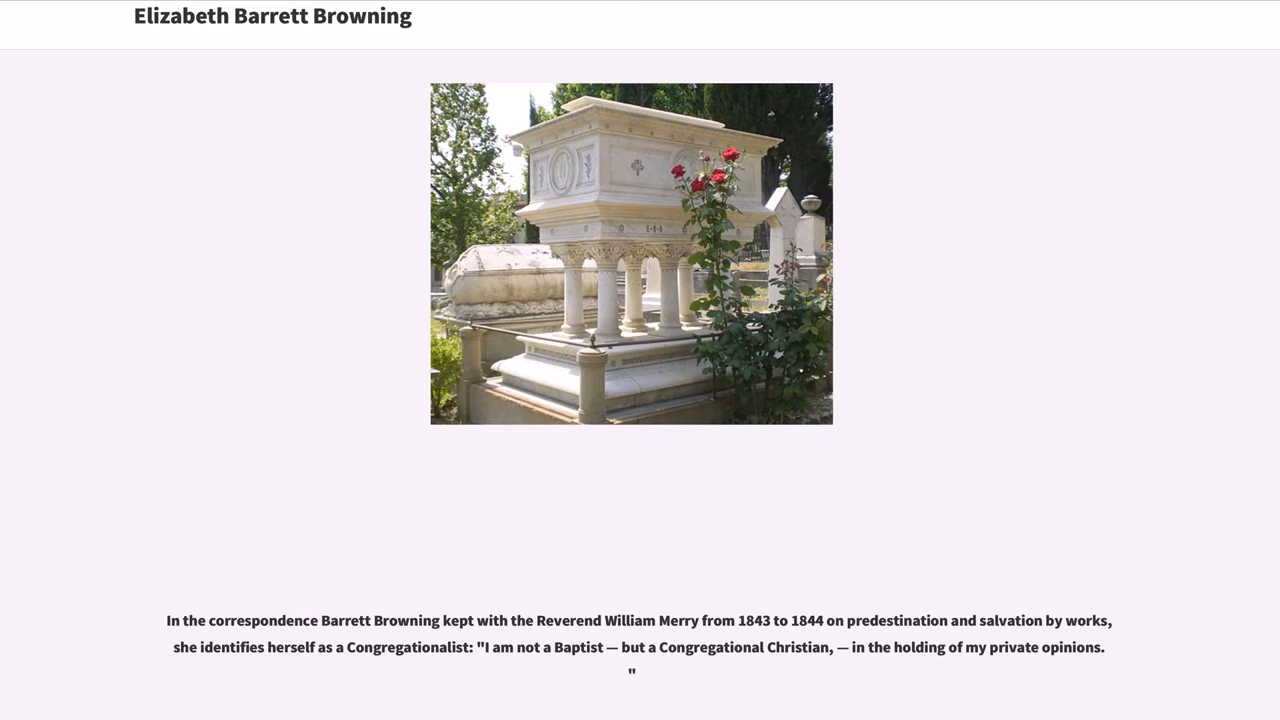 Elizabeth Barrett Browning
E·B·B
In the correspondence Barrett Browning kept with the Reverend William Merry from 1843 to 1844 on predestination and salvation by works,
she identifies herself as a Congregationalist: "I am not a Baptist — but a Congregational Christian, — in the holding of my private opinions.
"